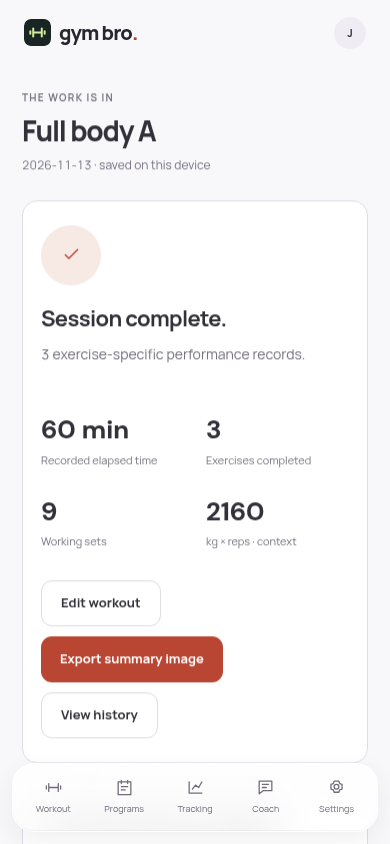 gym bro.
J
THE WORK IS IN
Full body A
2026-11-13 · saved on this device
Session complete.
3 exercise-specific performance records.
60 min
Recorded elapsed time
3
Exercises completed
9
Working sets
2160
kg × reps · context
Edit workout
Export summary image
View history
Workout
Programs
Tracking
Coach
Settings